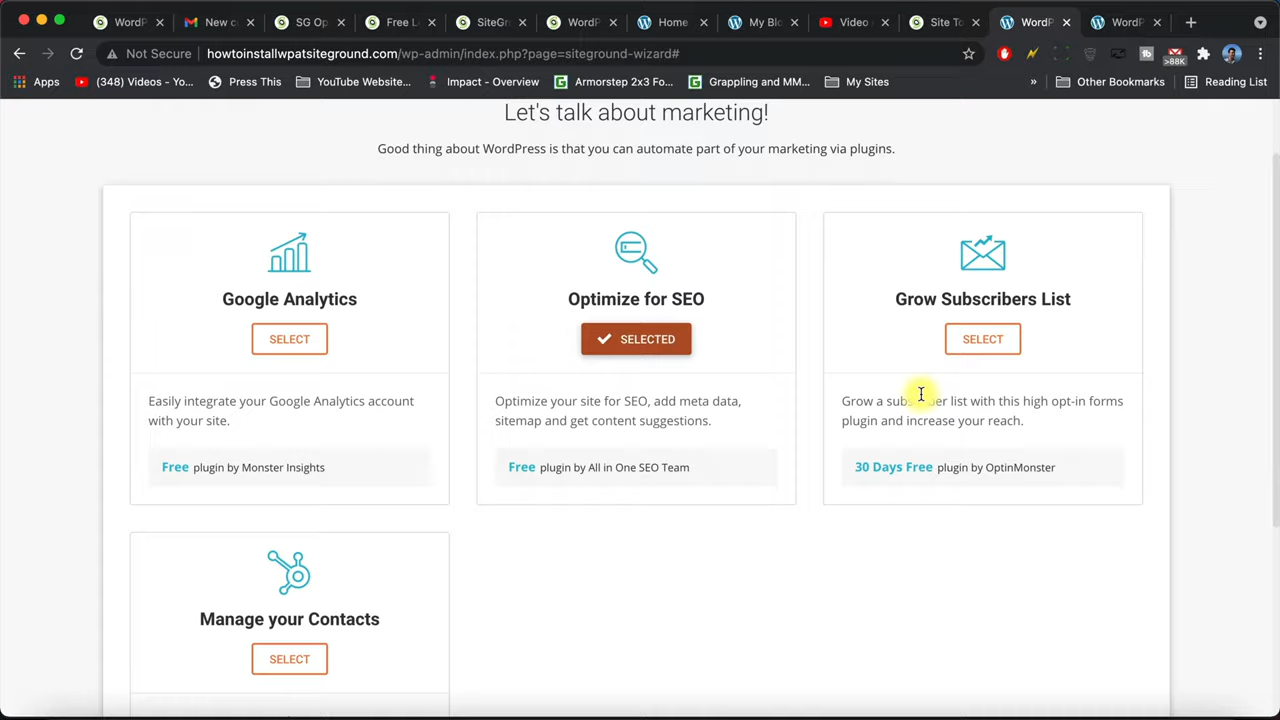 WordP
New c
SG Op
Free L
SiteGr
WordP
Home
My Blo
Video
Site To
WordP
WordP
Not Secure
howtoinstallwpatsiteground.com/wp-admin/index.php?page=siteground-wizard#
>88K
Apps
(348) Videos - Yo...
Press This
YouTube Website...
Impact - Overview
Armorstep 2x3 Fo...
Grappling and MM...
My Sites
»
Other Bookmarks
Reading List
Let's talk about marketing!
Good thing about WordPress is that you can automate part of your marketing via plugins.
Google Analytics
SELECT
Easily integrate your Google Analytics account
with your site.
Free plugin by Monster Insights
Optimize for SEO
SELECTED
Optimize your site for SEO, add meta data,
sitemap and get content suggestions.
Free plugin by All in One SEO Team
Grow Subscribers List
SELECT
Grow a subscriber list with this high opt-in forms
plugin and increase your reach.
30 Days Free plugin by OptinMonster
Manage your Contacts
SELECT